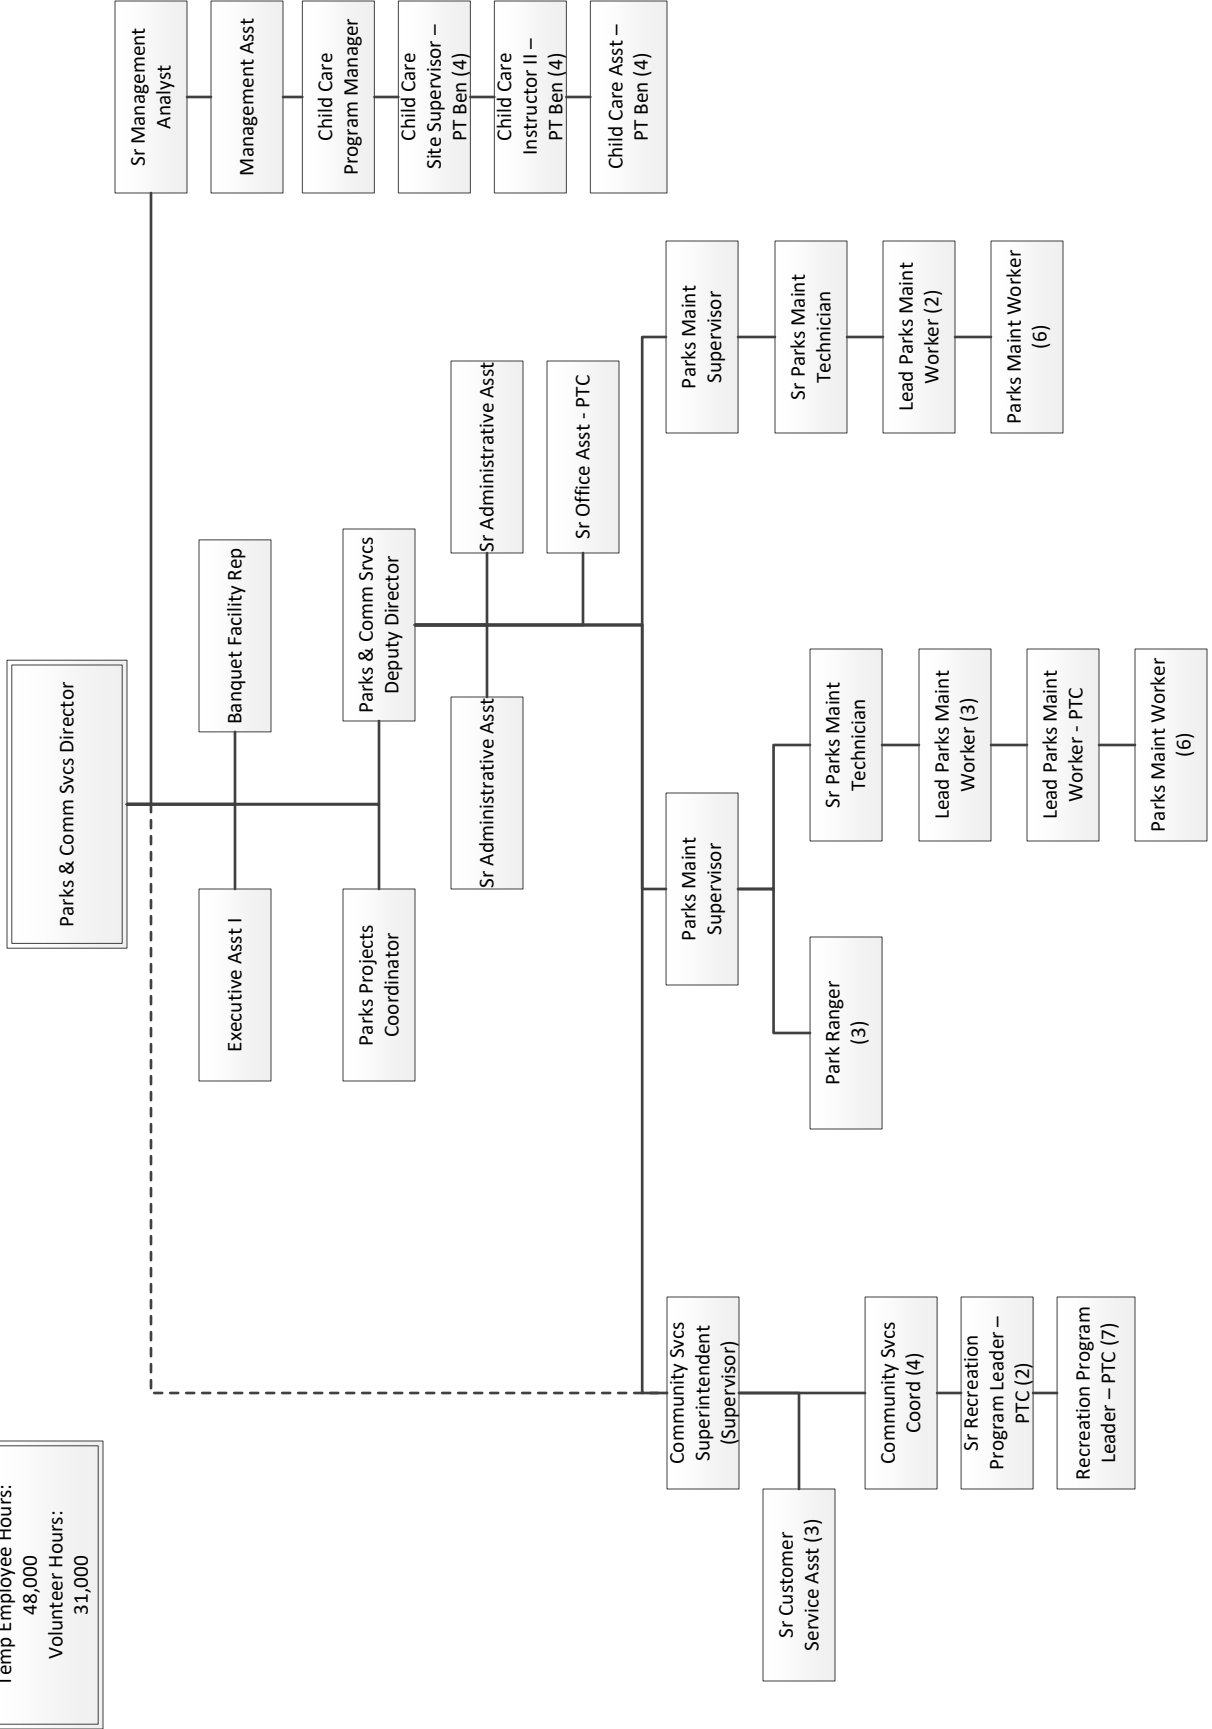 Temp Employee Hours:
48,000
Volunteer Hours:
31,000
Parks & Comm Svcs Director
Sr Management
Analyst
Management Asst
Child Care
Program Manager
Child Care
Site Supervisor –
PT Ben (4)
Child Care
Instructor II –
PT Ben (4)
Child Care Asst –
PT Ben (4)
Executive Asst I
Banquet Facility Rep
Parks Projects
Coordinator
Parks & Comm Srvcs
Deputy Director
Sr Administrative Asst
Sr Administrative Asst
Sr Office Asst - PTC
Community Svcs
Superintendent
(Supervisor)
Sr Customer
Service Asst (3)
Community Svcs
Coord (4)
Sr Recreation
Program Leader –
PTC (2)
Recreation Program
Leader – PTC (7)
Parks Maint
Supervisor
Park Ranger
(3)
Sr Parks Maint
Technician
Lead Parks Maint
Worker (3)
Lead Parks Maint
Worker - PTC
Parks Maint Worker
(6)
Parks Maint
Supervisor
Sr Parks Maint
Technician
Lead Parks Maint
Worker (2)
Parks Maint Worker
(6)